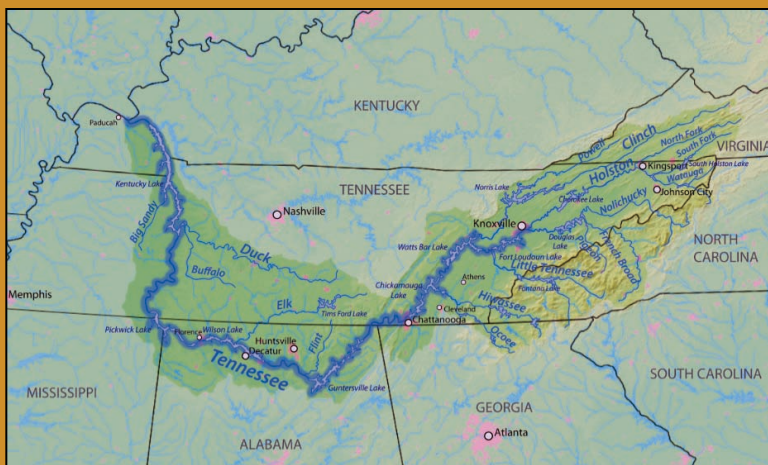 KENTUCKY
Paducah
VIRGINIA
Powell
Clinch
North Fork
South Fork
Holston
Kingsport
South Holston Lake
Watauga
Johnson City
Kentucky Lake
TENNESSEE
Norris Lake
Cherokee Lake
Nolichucky
Big Sandy
Nashville
Knoxville
Douglas Lake
Pigeon
French Broad
NORTH
CAROLINA
Duck
Watts Bar Lake
Fort Loudoun Lake
Little Tennessee
Buffalo
Athens
Chickamauga
Lake
Fontana Lake
Memphis
Elk
Tims Ford Lake
Hiwassee
Cleveland
Chattanooga
Pickwick Lake
Florence
Wilson Lake
Huntsville
Decatur
Flint
Ocoee
Tennessee
Guntersville Lake
MISSISSIPPI
SOUTH CAROLINA
GEORGIA
Atlanta
ALABAMA